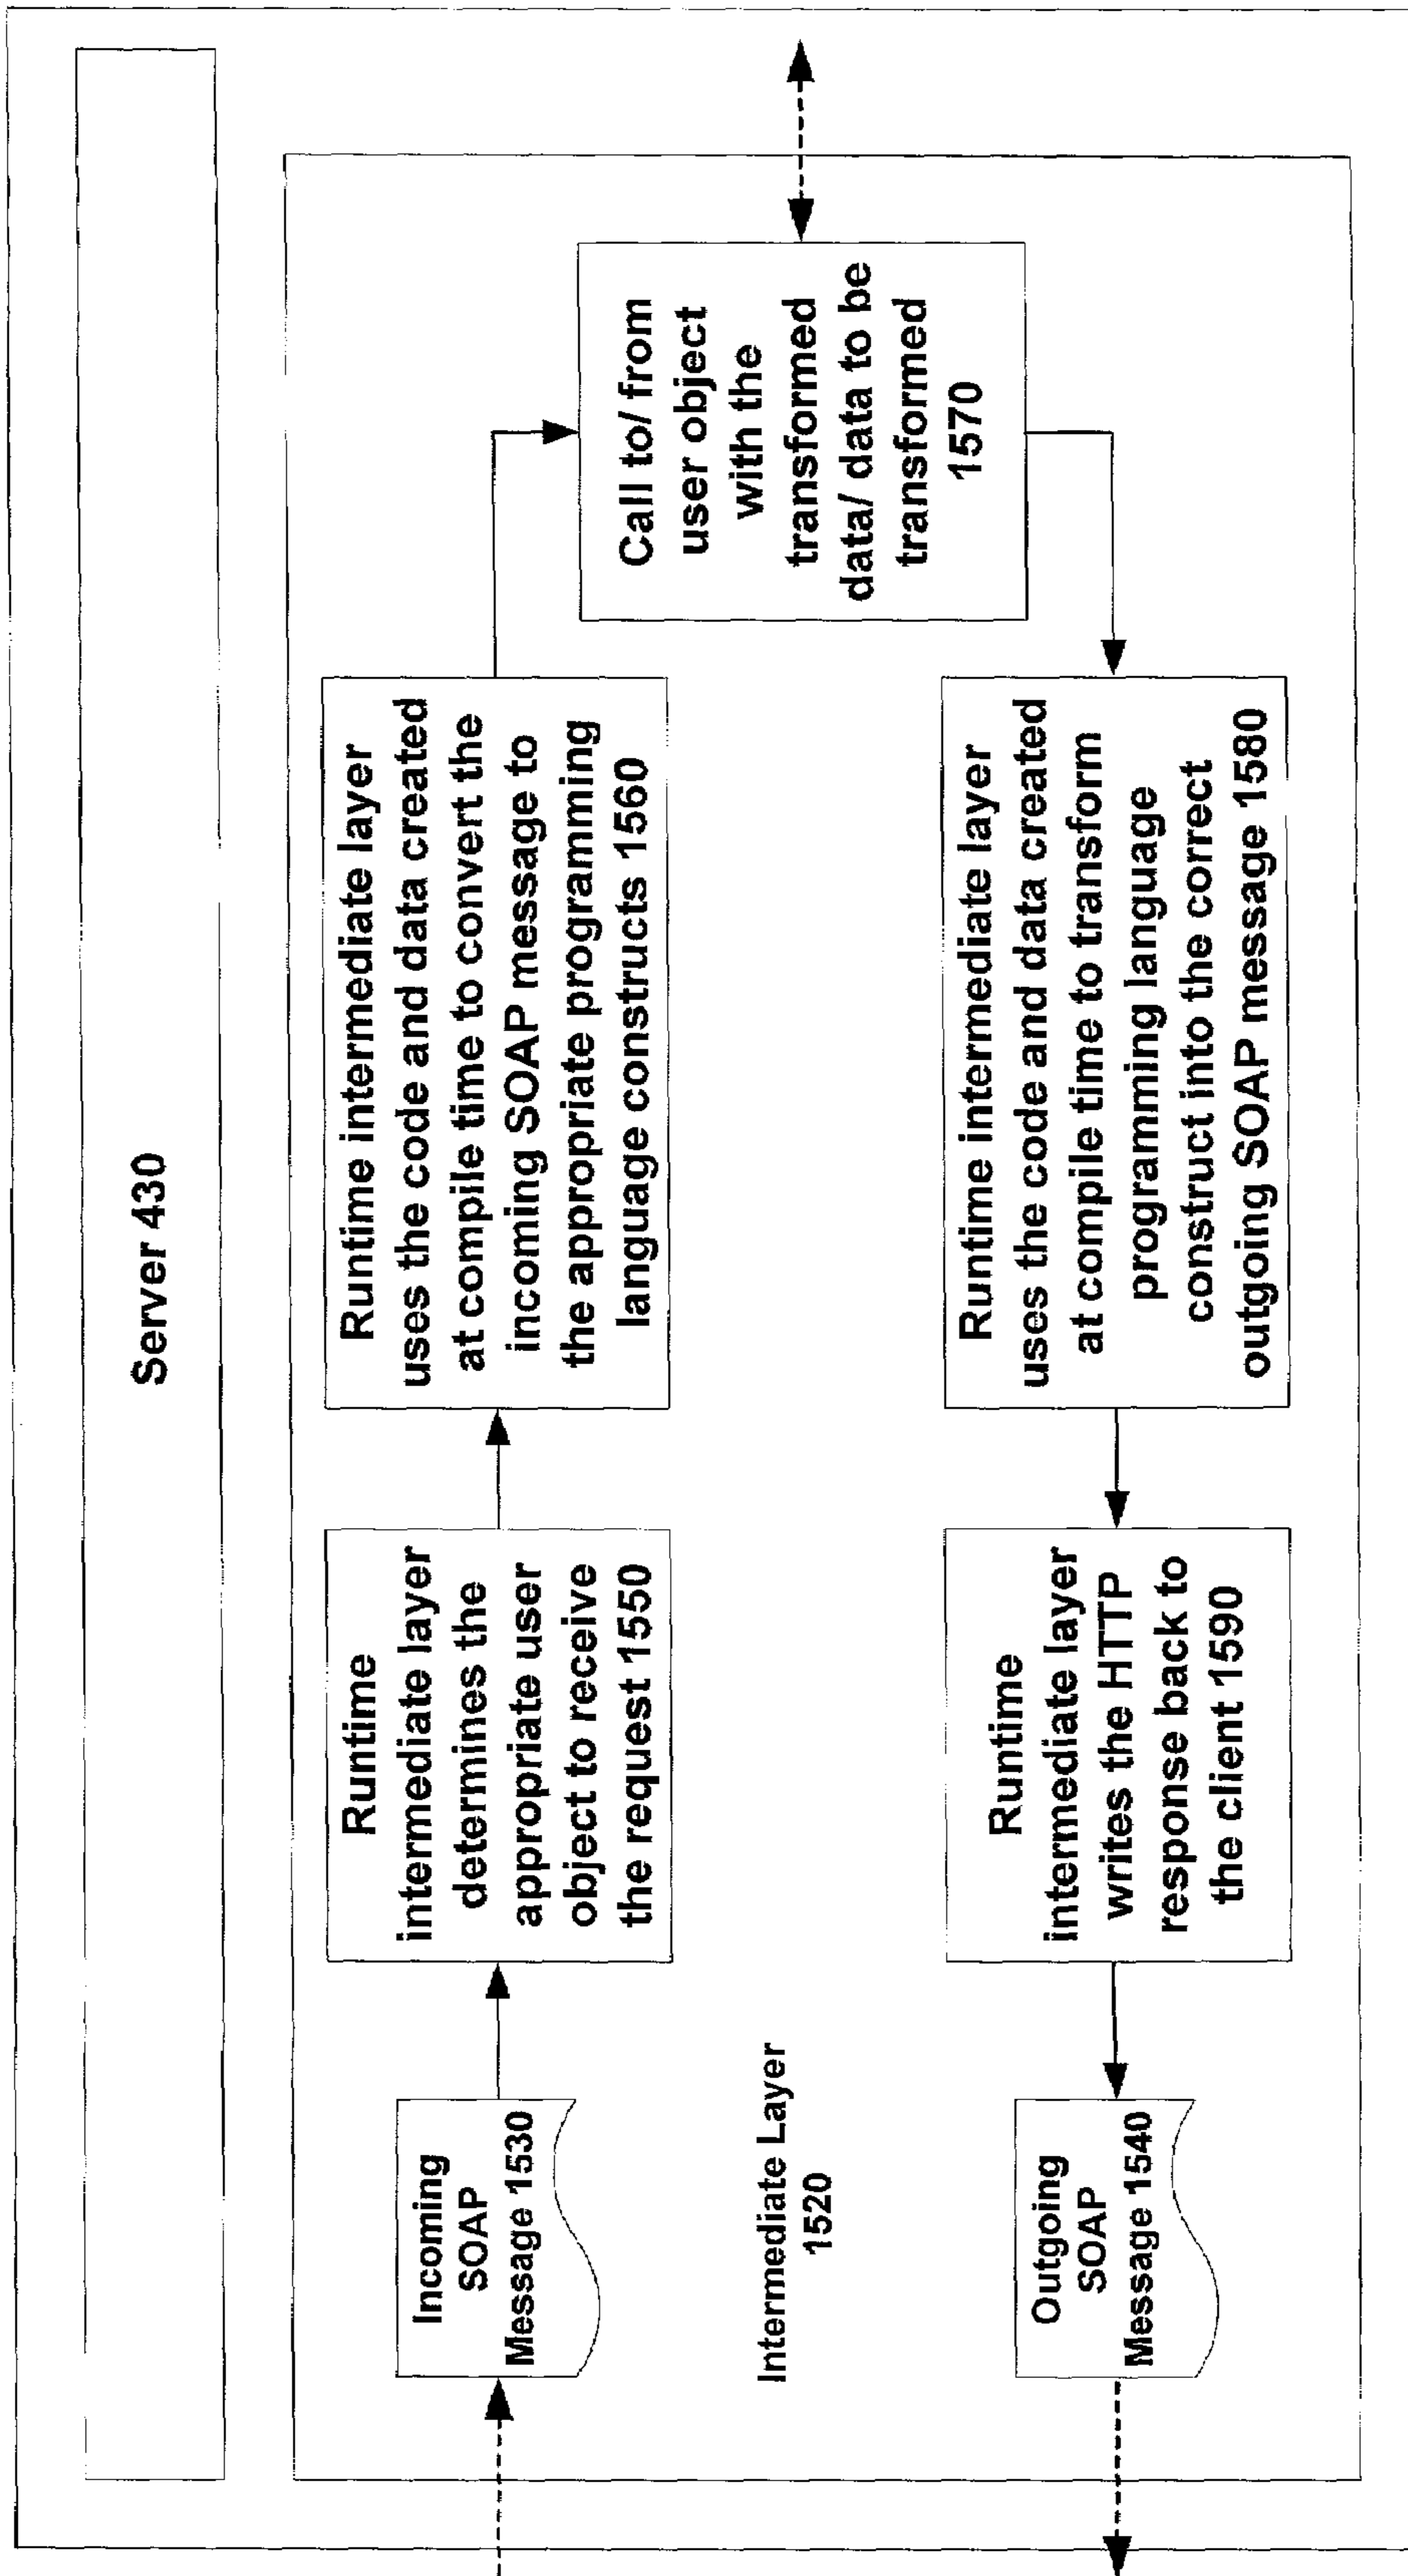 Server 430
Incoming
SOAP
Message 1530
Runtime
intermediate layer
determines the
appropriate user
object to receive
the request 1550
Runtime intermediate layer
uses the code and data created
at compile time to convert the
incoming SOAP message to
the appropriate programming
language constructs 1560
Call to/ from
user object
with the
transformed
data/ data to be
transformed
1570
Intermediate Layer
1520
Outgoing
SOAP
Message 1540
Runtime
intermediate layer
writes the HTTP
response back to
the client 1590
Runtime intermediate layer
uses the code and data created
at compile time to transform
programming language
construct into the correct
outgoing SOAP message 1580